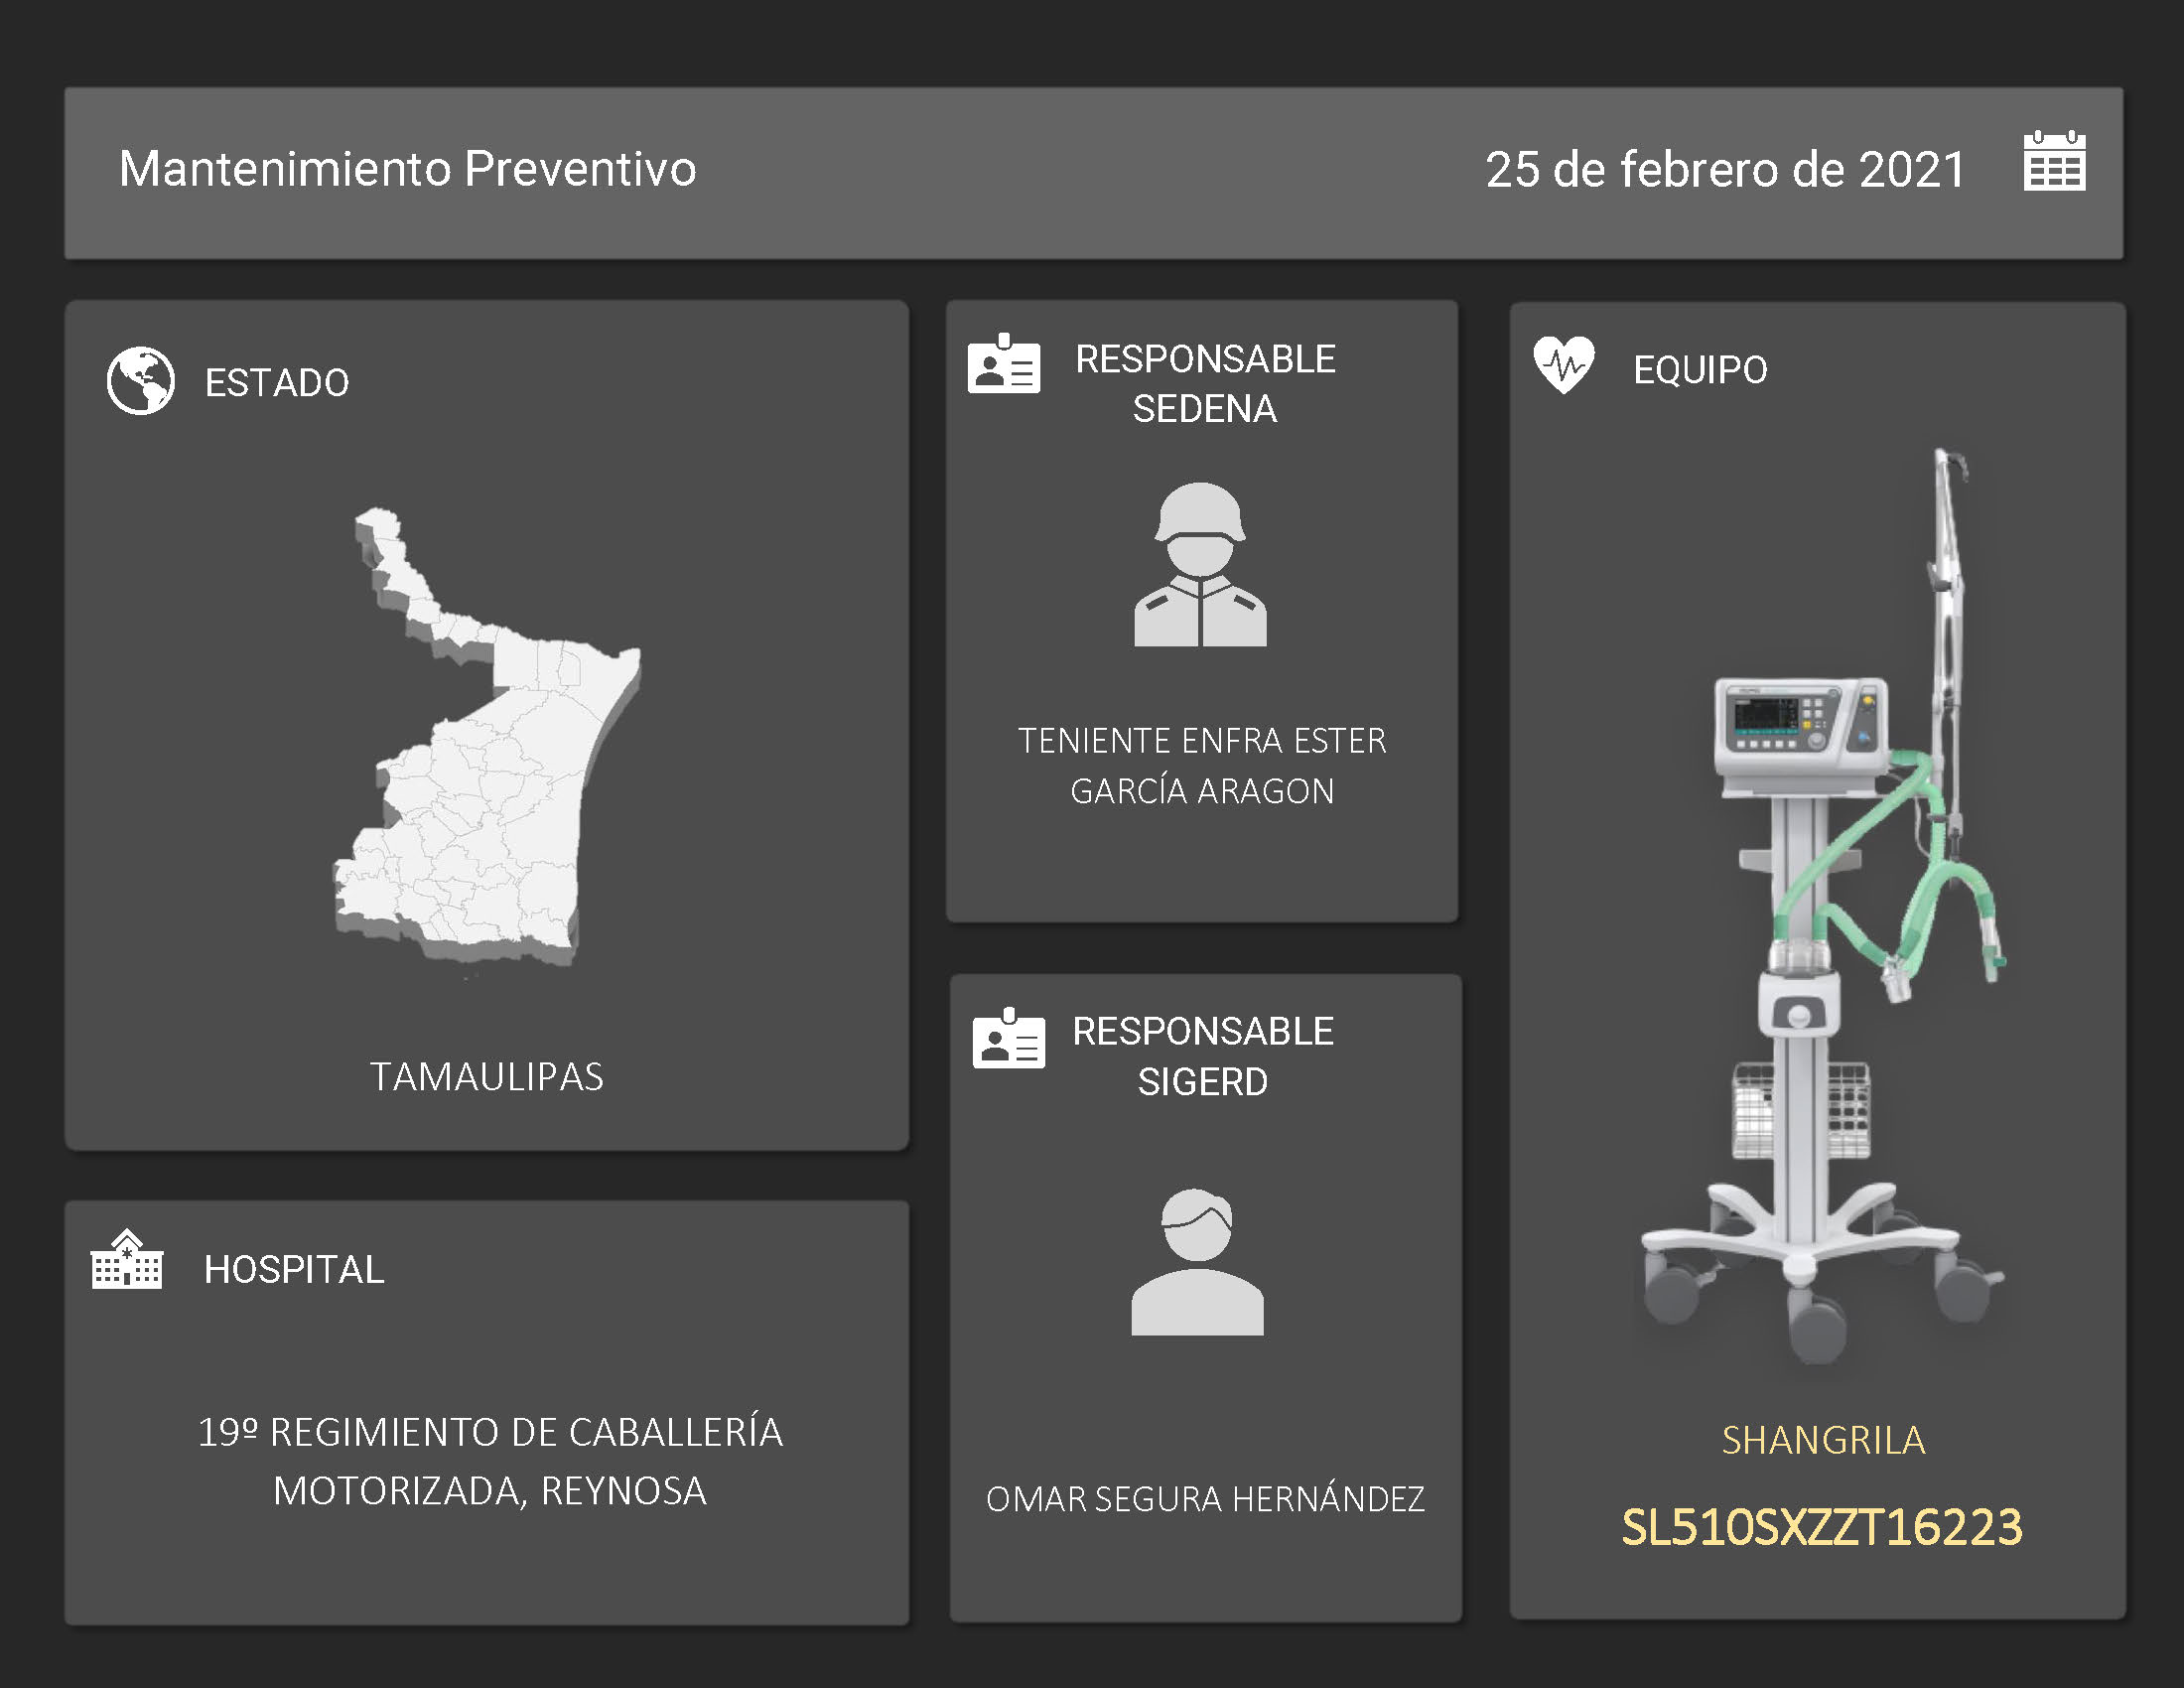 Mantenimiento Preventivo
25 de febrero de 2021
ESTADO
TAMAULIPAS
HOSPITAL
19º REGIMIENTO DE CABALLERÍA
MOTORIZADA, REYNOSA
RESPONSABLE
SEDENA
TENIENTE ENFRA ESTER
GARCÍA ARAGON
RESPONSABLE
SIGERD
OMAR SEGURA HERNÁNDEZ
EQUIPO
SHANGRILA
SL510SXZZT16223